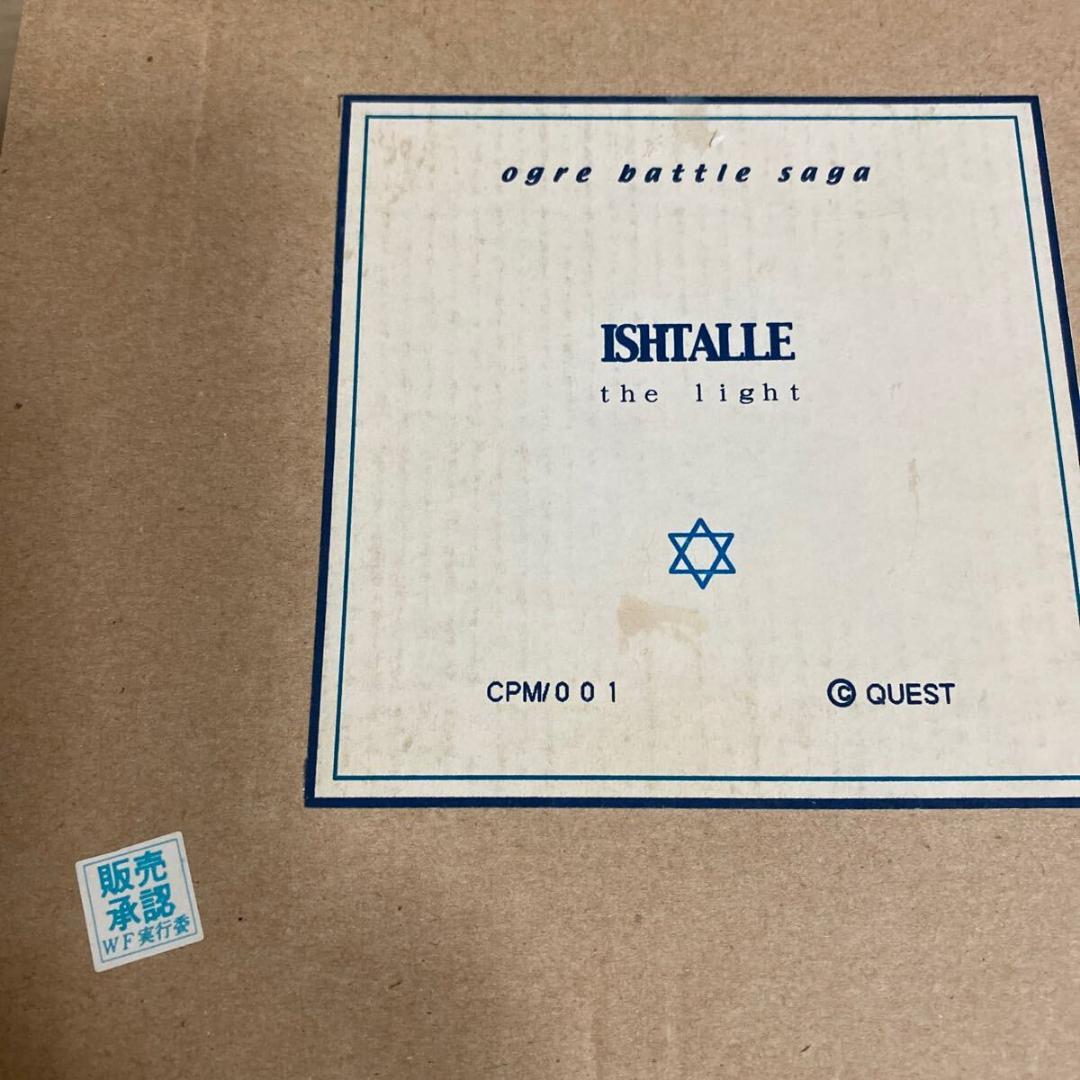 ogre battle saga
ISHTALLE
the light
CPM/001
© QUEST
販売
承認
WF実行委